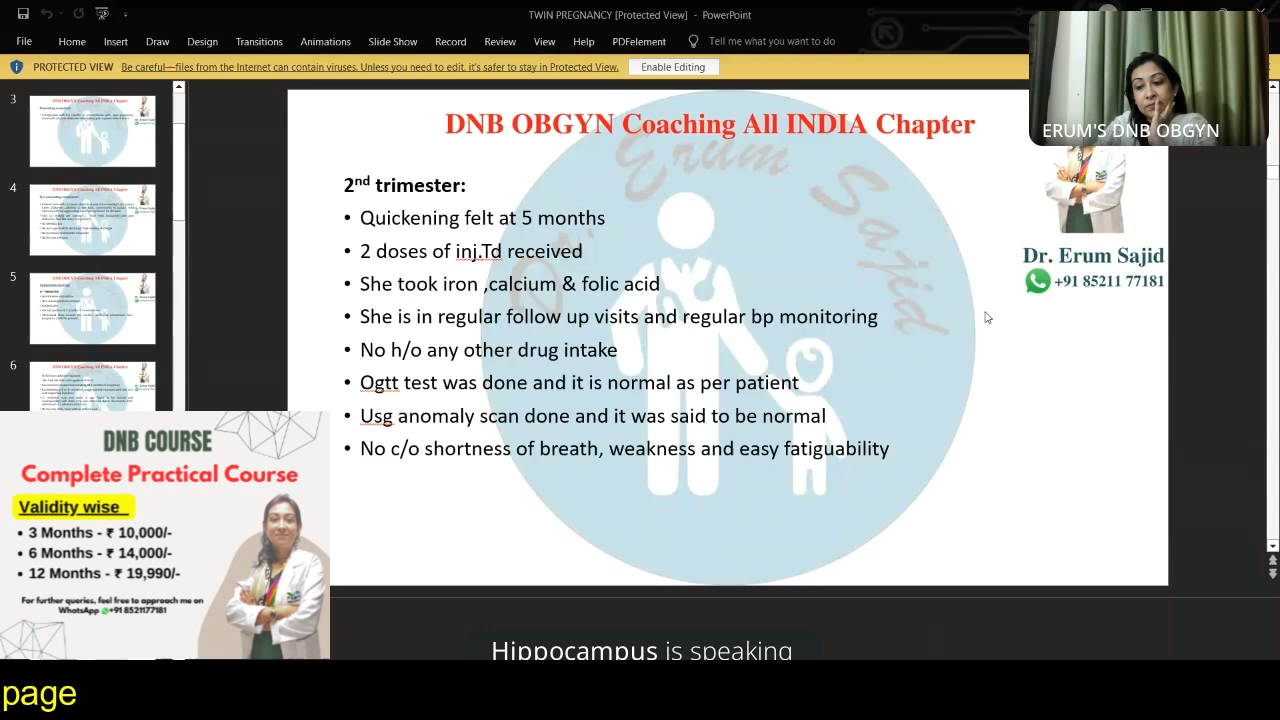 TWIN PREGNANCY [Protected View] - PowerPoint
File Home Insert Draw Design Transitions Animations Slide Show Record Review View Help PDFelement Tell me what you want to do
PROTECTED VIEW Be careful—files from the Internet can contain viruses. Unless you need to edit, it's safer to stay in Protected View. Enable Editing
ERUM'S DNB OBGYN
3
4
5
6
DNB OBGYN Coaching All INDIA Chapter
2nd trimester:
• Quickening felt at 5 months
• 2 doses of inj.Td received
• She took iron ,calcium & folic acid
• She is in regular follow up visits and regular bp monitoring
• No h/o any other drug intake
• Ogtt test was done and it is normal as per patient
• Usg anomaly scan done and it was said to be normal
• No c/o shortness of breath, weakness and easy fatiguability
Dr. Erum Sajid
+91 85211 77181
DNB COURSE
Complete Practical Course
Validity wise
• 3 Months - ₹ 10,000/-
• 6 Months - ₹ 14,000/-
• 12 Months - ₹ 19,990/-
For further queries, feel free to approach me on
WhatsApp +91 8521177181
Hippocampus is speaking
page